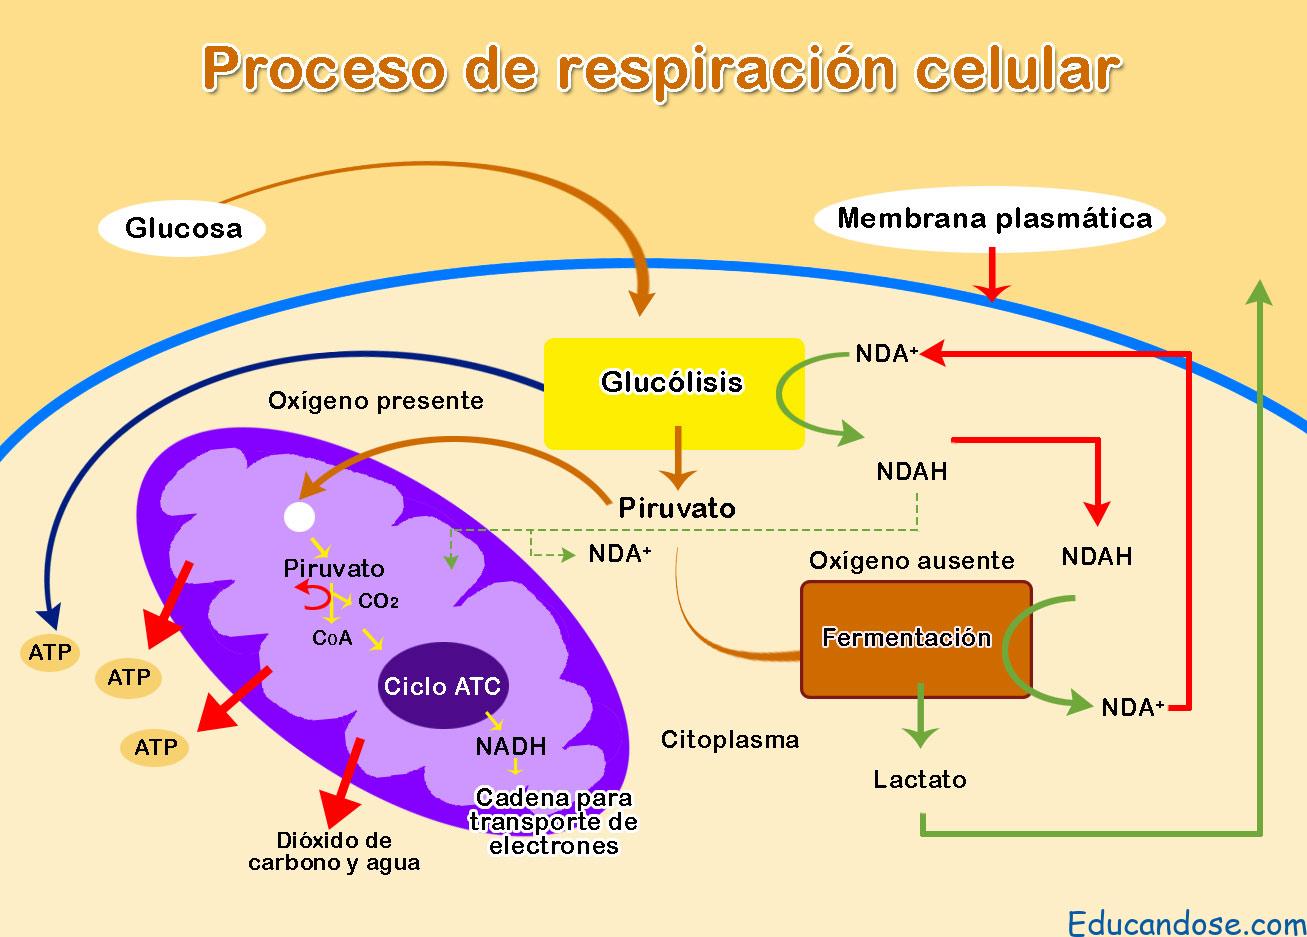 Proceso de respiración celular
Glucosa
Membrana plasmática
Glucólisis
NDA+
Oxígeno presente
NDAH
Piruvato
NDA+
Oxígeno ausente
NDAH
Piruvato
CO2
CoA
Fermentación
ATP
ATP
ATP
Ciclo ATC
NDA+
NADH
Citoplasma
Lactato
Cadena para
transporte de
electrones
Dióxido de
carbono y agua
Educandose.com